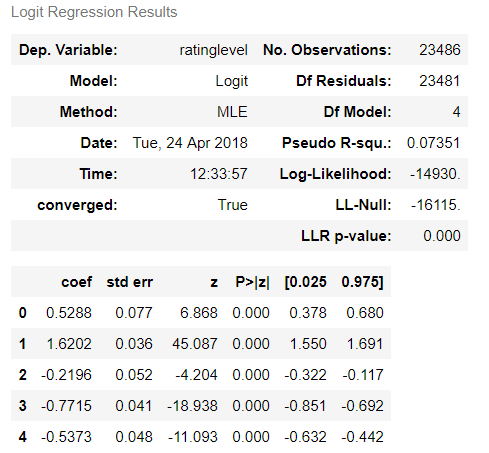 Logit Regression Results
Dep. Variable: ratinglevel No. Observations: 23486
Model: Logit Df Residuals: 23481
Method: MLE Df Model: 4
Date: Tue, 24 Apr 2018 Pseudo R-squ.: 0.07351
Time: 12:33:57 Log-Likelihood: -14930.
converged: True LL-Null: -16115.
LLR p-value: 0.000
coef std err z P>|z| [0.025 0.975]
0 0.5288 0.077 6.868 0.000 0.378 0.680
1 1.6202 0.036 45.087 0.000 1.550 1.691
2 -0.2196 0.052 -4.204 0.000 -0.322 -0.117
3 -0.7715 0.041 -18.938 0.000 -0.851 -0.692
4 -0.5373 0.048 -11.093 0.000 -0.632 -0.442